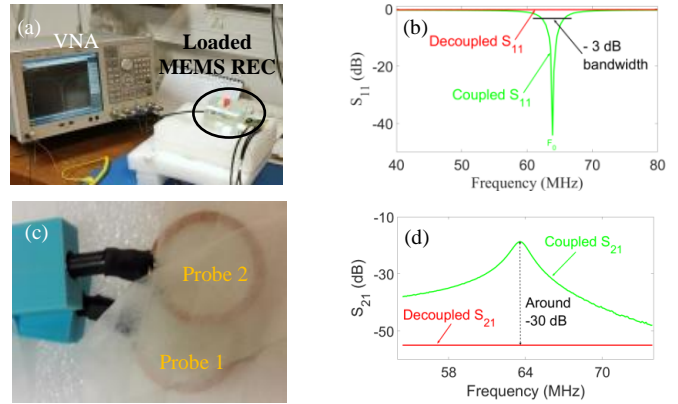 (a)
VNA
Loaded
MEMS REC
(b)
0
-20
-40
S11 (dB)
Decoupled S11
- 3 dB
bandwidth
Coupled S11
F0
40
60
70
80
Frequency (MHz)
(c)
Probe 2
Probe 1
(d)
-10
-30
-50
S21
(dB)
Coupled S21
Decoupled S21
Around
-30 dB
58
64
70
Frequency (MHz)